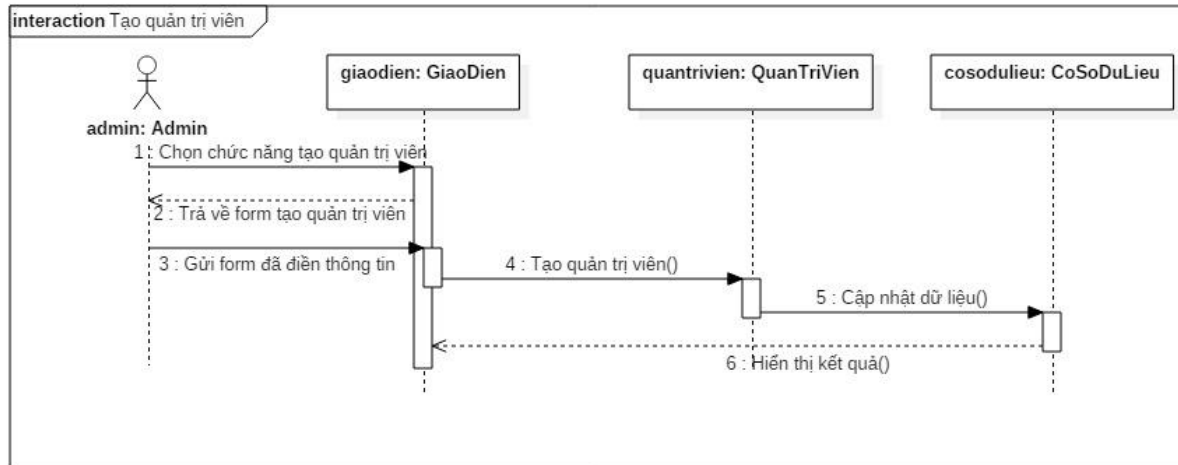 interaction Tạo quản trị viên
giaodien: GiaoDien
quantrivien: QuanTriVien
cosodulieu: CoSoDuLieu
admin: Admin
1 : Chọn chức năng tạo quản trị viên
2 : Trả về form tạo quản trị viên
3 : Gửi form đã điền thông tin
4 : Tạo quản trị viên()
5 : Cập nhật dữ liệu()
6 : Hiển thị kết quả()